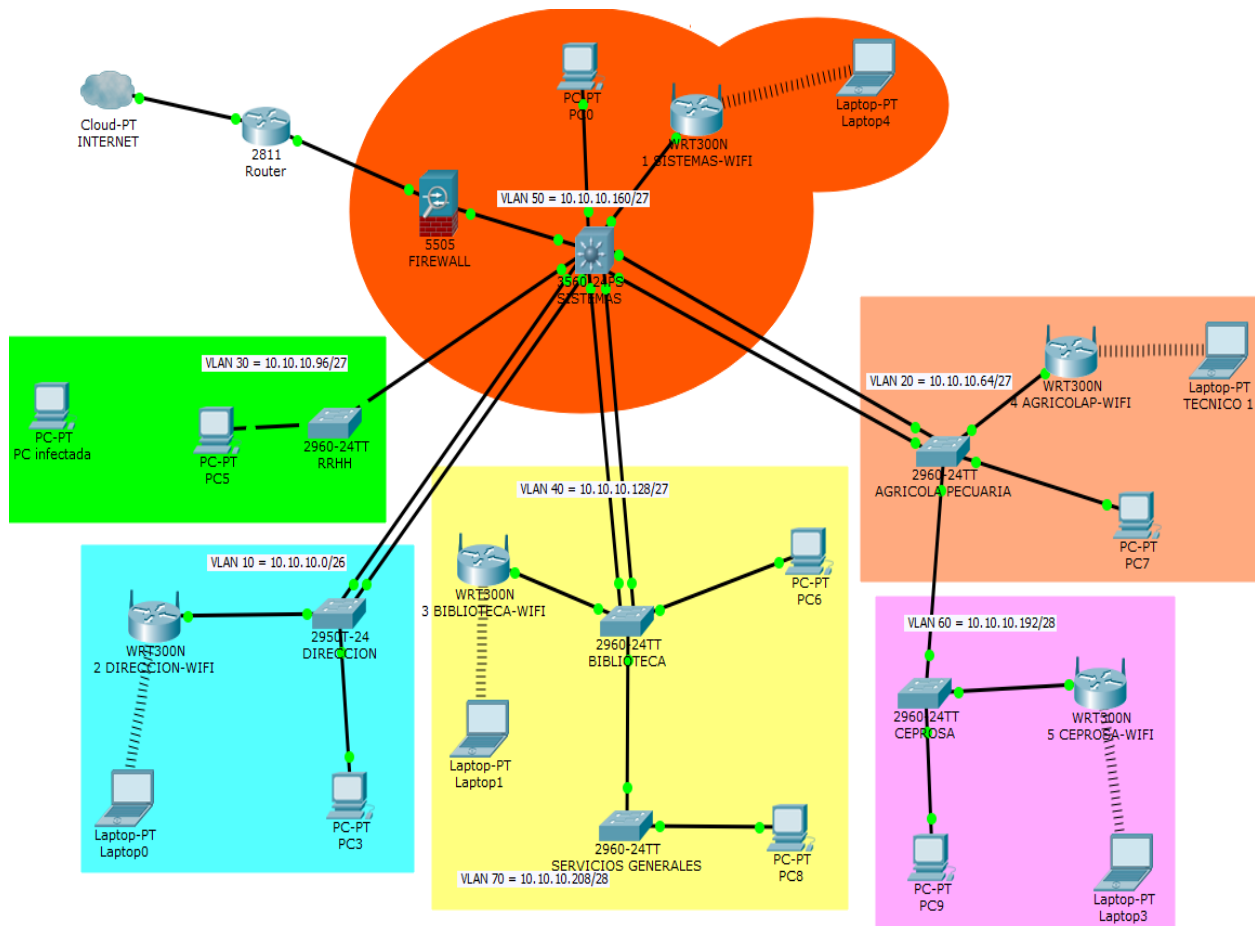 Cloud-PT
INTERNET
2811
Router
5505
FIREWALL
PC-PT
PC0
WRT300N
1 SISTEMAS-WIFI
Laptop-PT
Laptop4
VLAN 50 = 10.10.10.160/27
3560-24PS
SISTEMAS
VLAN 30 = 10.10.10.96/27
PC-PT
PC infectada
PC-PT
PC5
2960-24TT
RRHH
VLAN 20 = 10.10.10.64/27
WRT300N
4 AGRICOLAP-WIFI
Laptop-PT
TECNICO 1
2960-24TT
AGRICOLA PECUARIA
PC-PT
PC7
VLAN 40 = 10.10.10.128/27
WRT300N
3 BIBLIOTECA-WIFI
PC-PT
PC6
2960-24TT
BIBLIOTECA
Laptop-PT
Laptop1
2960-24TT
SERVICIOS GENERALES
PC-PT
PC8
VLAN 70 = 10.10.10.208/28
VLAN 10 = 10.10.10.0/26
WRT300N
2 DIRECCION-WIFI
2950T-24
DIRECCION
Laptop-PT
Laptop0
PC-PT
PC3
VLAN 60 = 10.10.10.192/28
2960-24TT
CEPROSA
WRT300N
5 CEPROSA-WIFI
PC-PT
PC9
Laptop-PT
Laptop3